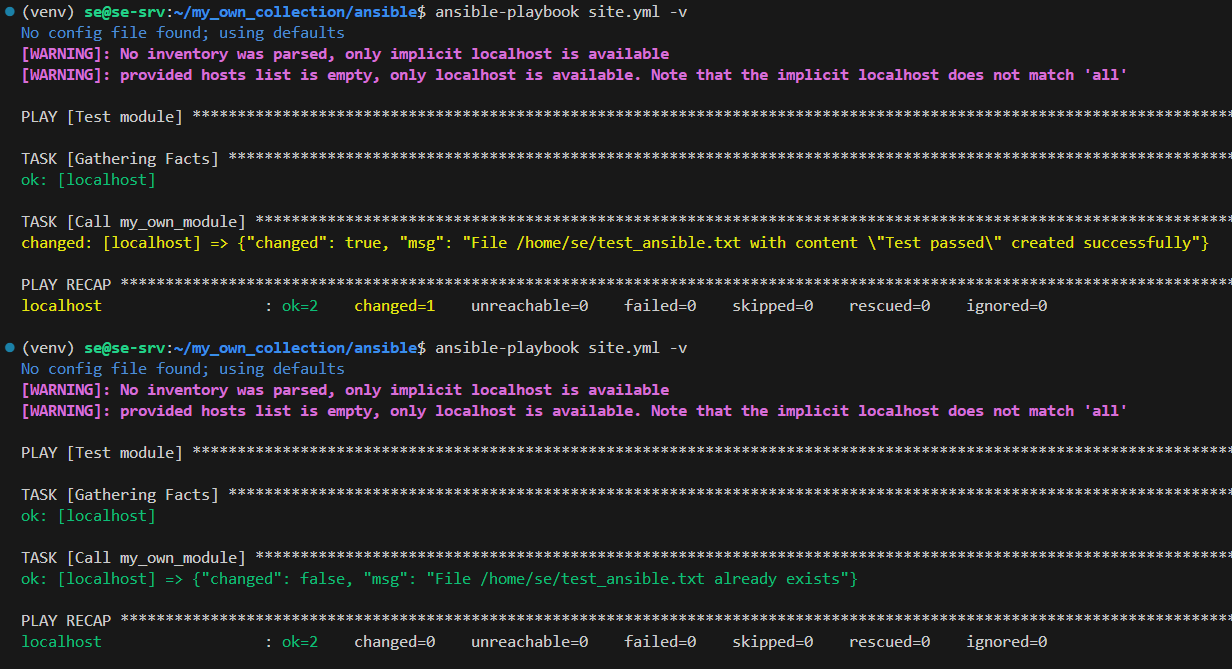 (venv) se@se-srv:~/my_own_collection/ansible$ ansible-playbook site.yml -v
No config file found; using defaults
[WARNING]: No inventory was parsed, only implicit localhost is available
[WARNING]: provided hosts list is empty, only localhost is available. Note that the implicit localhost does not match 'all'
PLAY [Test module] *******************************************************************************************************************
TASK [Gathering Facts] ***************************************************************************************************************
ok: [localhost]
TASK [Call my_own_module] ************************************************************************************************************
changed: [localhost] => {"changed": true, "msg": "File /home/se/test_ansible.txt with content \"Test passed\" created successfully"}
PLAY RECAP ***************************************************************************************************************************
localhost                  : ok=2    changed=1    unreachable=0    failed=0    skipped=0    rescued=0    ignored=0
(venv) se@se-srv:~/my_own_collection/ansible$ ansible-playbook site.yml -v
No config file found; using defaults
[WARNING]: No inventory was parsed, only implicit localhost is available
[WARNING]: provided hosts list is empty, only localhost is available. Note that the implicit localhost does not match 'all'
PLAY [Test module] *******************************************************************************************************************
TASK [Gathering Facts] ***************************************************************************************************************
ok: [localhost]
TASK [Call my_own_module] ************************************************************************************************************
ok: [localhost] => {"changed": false, "msg": "File /home/se/test_ansible.txt already exists"}
PLAY RECAP ***************************************************************************************************************************
localhost                  : ok=2    changed=0    unreachable=0    failed=0    skipped=0    rescued=0    ignored=0